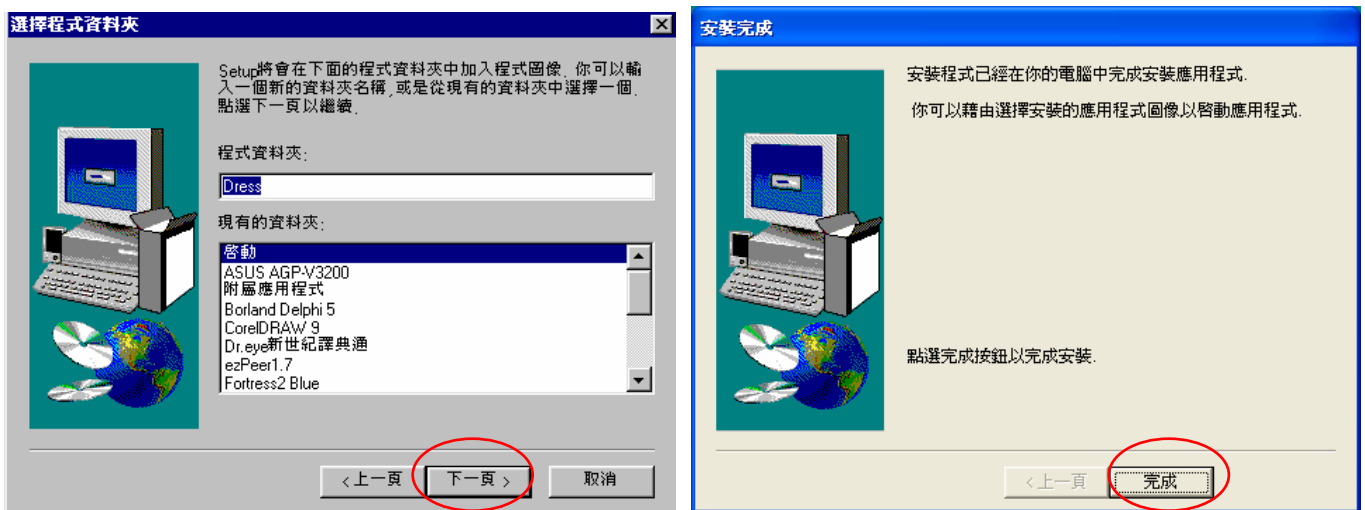 選擇程式資料夾
Setup將會在下面的程式資料夾中加入程式圖像. 你可以輸
入一個新的資料夾名稱,或是從現有的資料夾中選擇一個.
點選下一頁以繼續.
程式資料夾:
Dress
現有的資料夾:
啓動
ASUS AGP-V3200
附屬應用程式
Borland Delphi 5
CorelDRAW 9
Dr.eye新世紀譯典通
ezPeer1.7
Fortress2 Blue
<上一頁
下一頁 >
取消
安裝完成
安裝程式已經在你的電腦中完成安裝應用程式.
你可以藉由選擇安裝的應用程式圖像以啓動應用程式.
點選完成按鈕以完成安裝.
<上一頁
完成